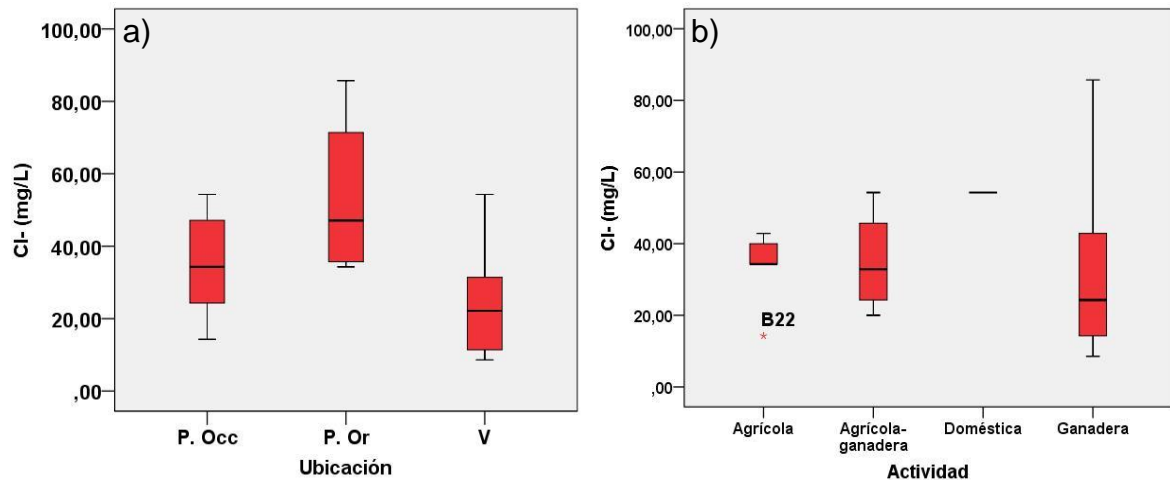 a)
100,00
80,00
60,00
40,00
20,00
,00
Cl- (mg/L)
P. Occ
P. Or
V
Ubicación
b)
100,00
80,00
60,00
40,00
20,00
,00
Cl- (mg/L)
B22
*
Agrícola
Agrícola-
ganadera
Doméstica
Ganadera
Actividad